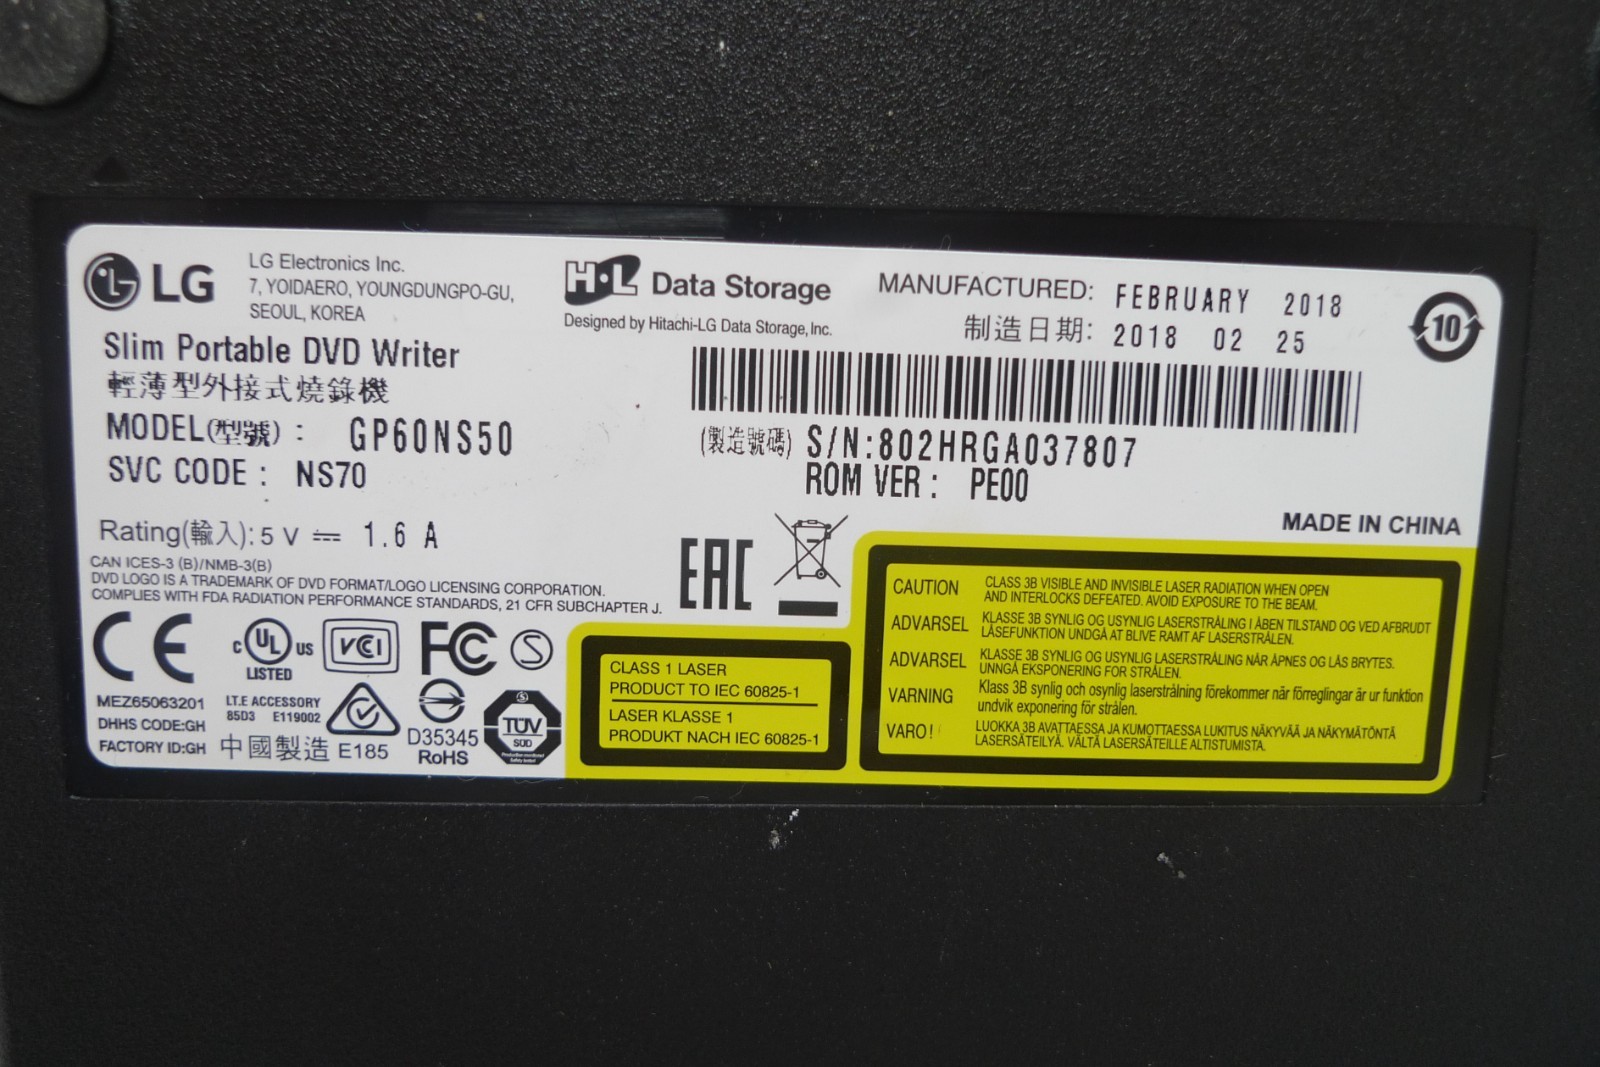 LG
LG Electronics Inc.
7, YOIDAERO, YOUNGDUNGPO-GU,
SEOUL, KOREA
Slim Portable DVD Writer
輕薄型外接式燒錄機
MODEL(型號) : GP60NS50
SVC CODE : NS70
Rating(輸入): 5 V ⎓ 1.6 A
CAN ICES-3 (B)/NMB-3(B)
DVD LOGO IS A TRADEMARK OF DVD FORMAT/LOGO LICENSING CORPORATION.
COMPLIES WITH FDA RADIATION PERFORMANCE STANDARDS, 21 CFR SUBCHAPTER J.
H·L Data Storage
Designed by Hitachi-LG Data Storage, Inc.
MANUFACTURED: FEBRUARY 2018
制造日期: 2018 02 25
10
(製造號碼) S/N:802HRGA037807
ROM VER : PE00
MADE IN CHINA
EAC
CE
c UL us
LISTED
VCI
FC
S
MEZ65063201
DHHS CODE:GH
FACTORY ID:GH
I.T.E ACCESSORY
85D3 E119002
中國製造 E185
D35345
RoHS
TÜV
SÜD
Production monitored
Safety tested
CLASS 1 LASER
PRODUCT TO IEC 60825-1
LASER KLASSE 1
PRODUKT NACH IEC 60825-1
CAUTION CLASS 3B VISIBLE AND INVISIBLE LASER RADIATION WHEN OPEN
AND INTERLOCKS DEFEATED. AVOID EXPOSURE TO THE BEAM.
ADVARSEL KLASSE 3B SYNLIG OG USYNLIG LASERSTRÅLING I ÅBEN TILSTAND OG VED AFBRUDT
LÅSEFUNKTION UNDGÅ AT BLIVE RAMT AF LASERSTRÅLEN.
ADVARSEL KLASSE 3B SYNLIG OG USYNLIG LASERSTRÅLING NÅR ÅPNES OG LÅS BRYTES.
UNNGÅ EKSPONERING FOR STRÅLEN.
VARNING Klass 3B synlig och osynlig laserstrålning förekommer når förreglingar är ur funktion
undvik exponering för strålen.
VARO! LUOKKA 3B AVATTAESSA JA KUMOTTAESSA LUKITUS NÄKYVÄÄ JA NÄKYMÄTÖNTÄ
LASERSÄTEILYÄ. VÄLTÄ LASERSÄTEILLE ALTISTUMISTA.